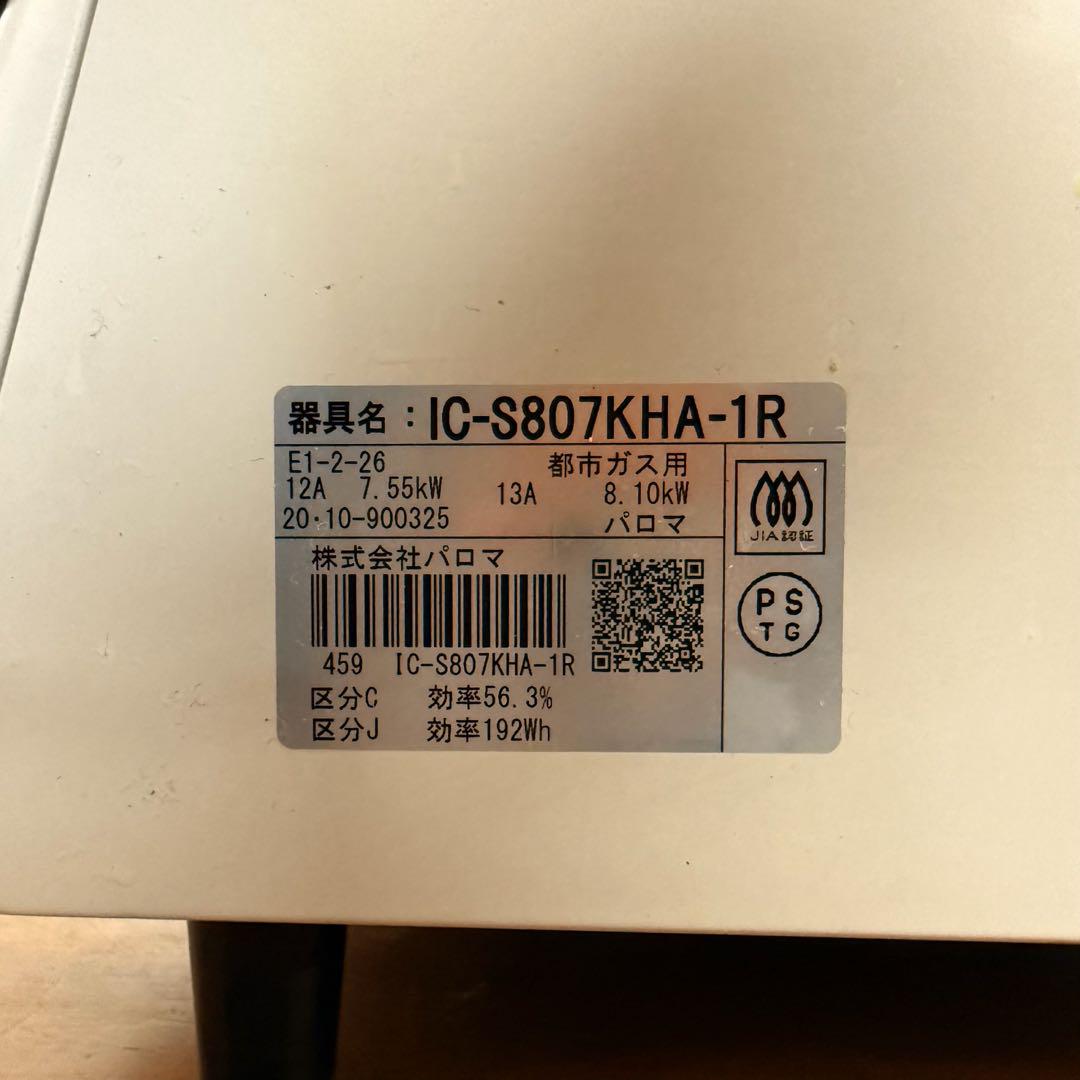 器具名：IC-S807KHA-1R
E1-2-26 都市ガス用
12A 7.55kW 13A 8.10kW
20・10-900325 パロマ
JIA認証
株式会社パロマ
PS
TG
459 IC-S807KHA-1R
区分C 効率56.3%
区分J 効率192Wh